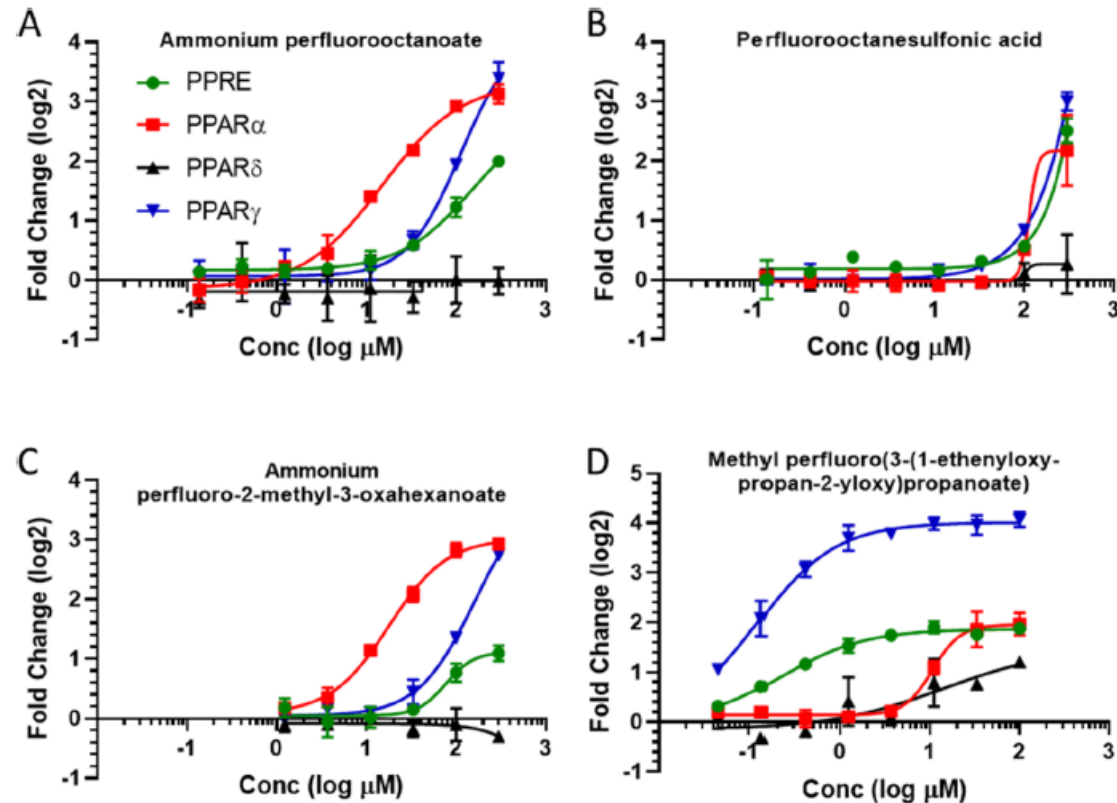 A
Ammonium perfluorooctanoate
PPRE
PPARα
PPARδ
PPARγ
Fold Change (log2)
4
3
2
1
0
-1
-1 0 1 2 3
Conc (log μM)
B
Perfluorooctanesulfonic acid
Fold Change (log2)
4
3
2
1
0
-1
-1 0 1 2 3
Conc (log μM)
C
Ammonium
perfluoro-2-methyl-3-oxahexanoate
Fold Change (log2)
4
3
2
1
0
-1
-1 0 1 2 3
Conc (log μM)
D
Methyl perfluoro(3-(1-ethenyloxy-
propan-2-yloxy)propanoate)
Fold Change (log2)
5
4
3
2
1
0
-1
-1 0 1 2 3
Conc (log μM)